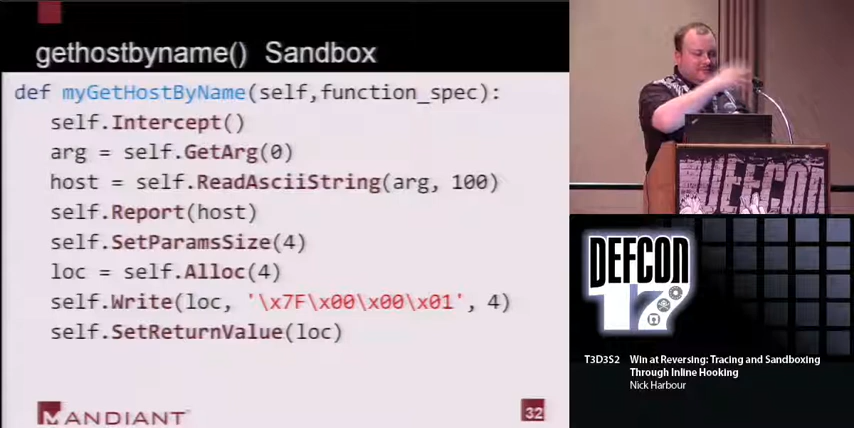 gethostbyname() Sandbox
def myGetHostByName(self,function_spec):
self.Intercept()
arg = self.GetArg(0)
host = self.ReadAsciiString(arg, 100)
self.Report(host)
self.SetParamsSize(4)
loc = self.Alloc(4)
self.Write(loc, '\x7F\x00\x00\x01', 4)
self.SetReturnValue(loc)
MANDIANT
32
DEFCON
DEFCON
17
T3D3S2 Win at Reversing: Tracing and Sandboxing
Through Inline Hooking
Nick Harbour